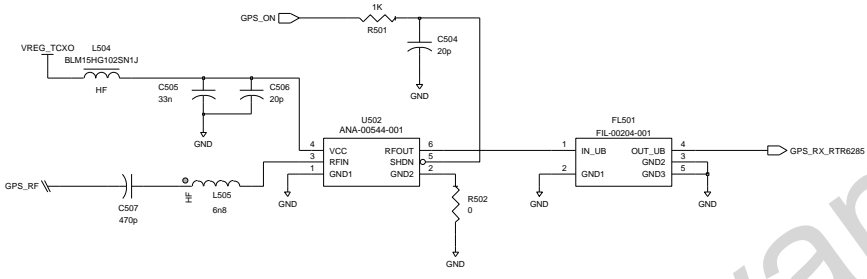 1K
GPS_ON
R501
C504
20p
GND
VREG_TCXO
L504
BLM15HG102SN1J
HF
C505
33n
C506
20p
GND
U502
ANA-00544-001
4 VCC RFOUT 6
3 RFIN SHDN 5
1 GND1 GND2 2
FL501
FIL-00204-001
1 IN_UB OUT_UB 4
GND2 3
2 GND1 GND3 5
GPS_RX_RTR6285
GPS_RF
C507
470p
HF
L505
6n8
GND
R502
0
GND
GND
GND